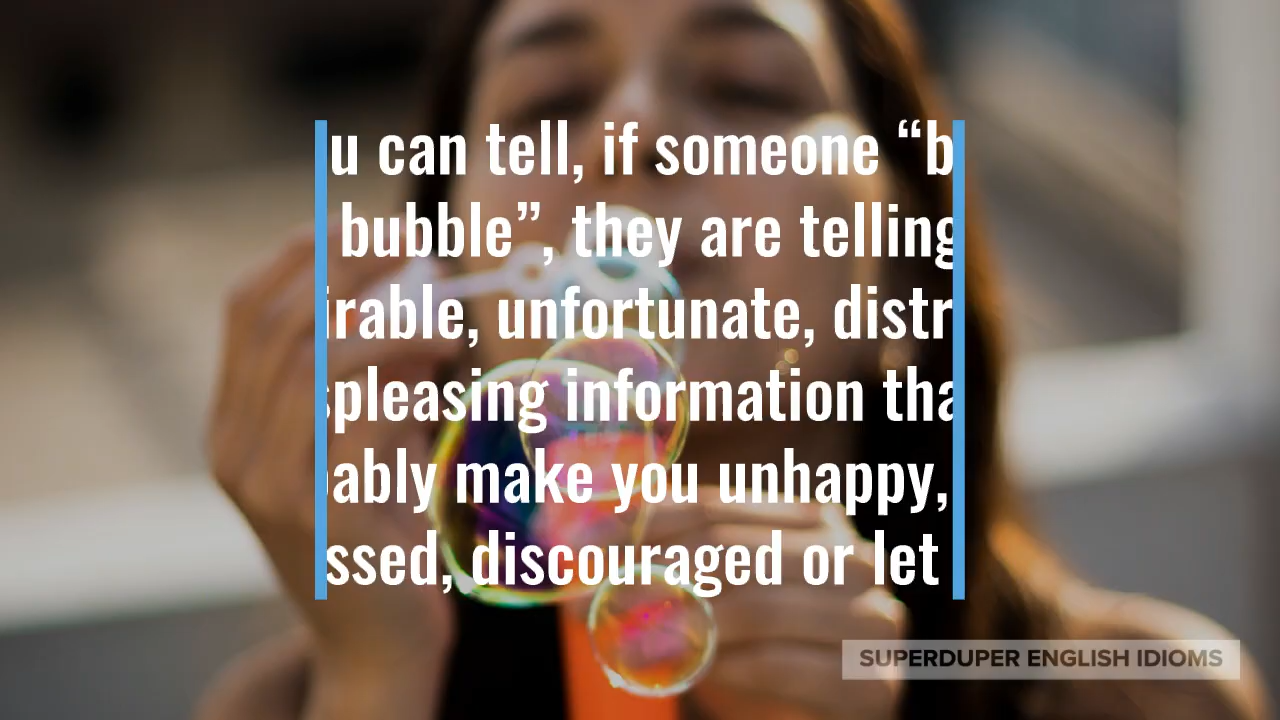 u can tell, if someone “b
bubble”, they are telling
irable, unfortunate, distr
spleasing information tha
ably make you unhappy,
ssed, discouraged or let
SUPERDUPER ENGLISH IDIOMS